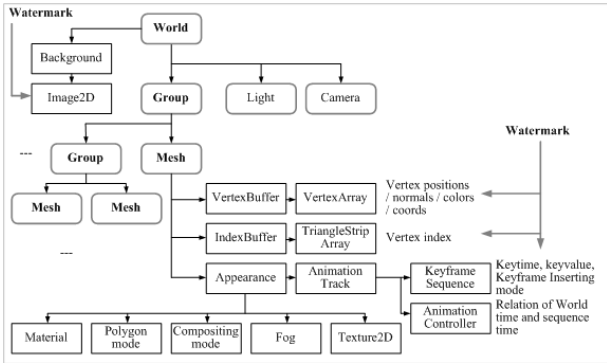 Watermark
World
Background
Image2D
Group
Light
Camera
Watermark
---
Group
Mesh
Mesh
Mesh
---
VertexBuffer
VertexArray
Vertex positions
/ normals / colors /
coords
IndexBuffer
TriangleStrip
Array
Vertex index
Appearance
Animation
Track
Keyframe
Sequence
Keytime, keyvalue,
Keyframe Inserting
mode
Animation
Controller
Relation of World
time and sequence
time
Material
Polygon
mode
Compositing
mode
Fog
Texture2D